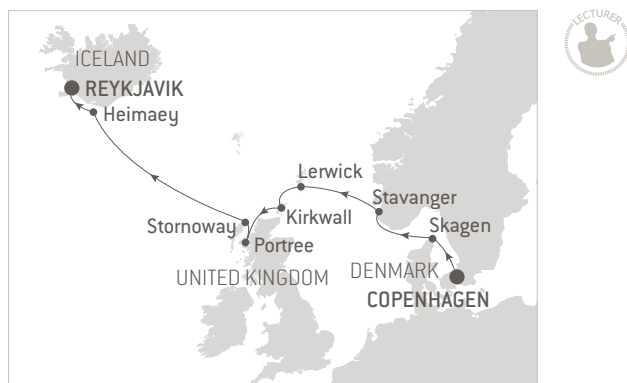 LECTURER
ICELAND
REYKJAVIK
Heimaey
Lerwick
Stavanger
Kirkwall
Skagen
Stornoway
Portree
UNITED KINGDOM
DENMARK
COPENHAGEN